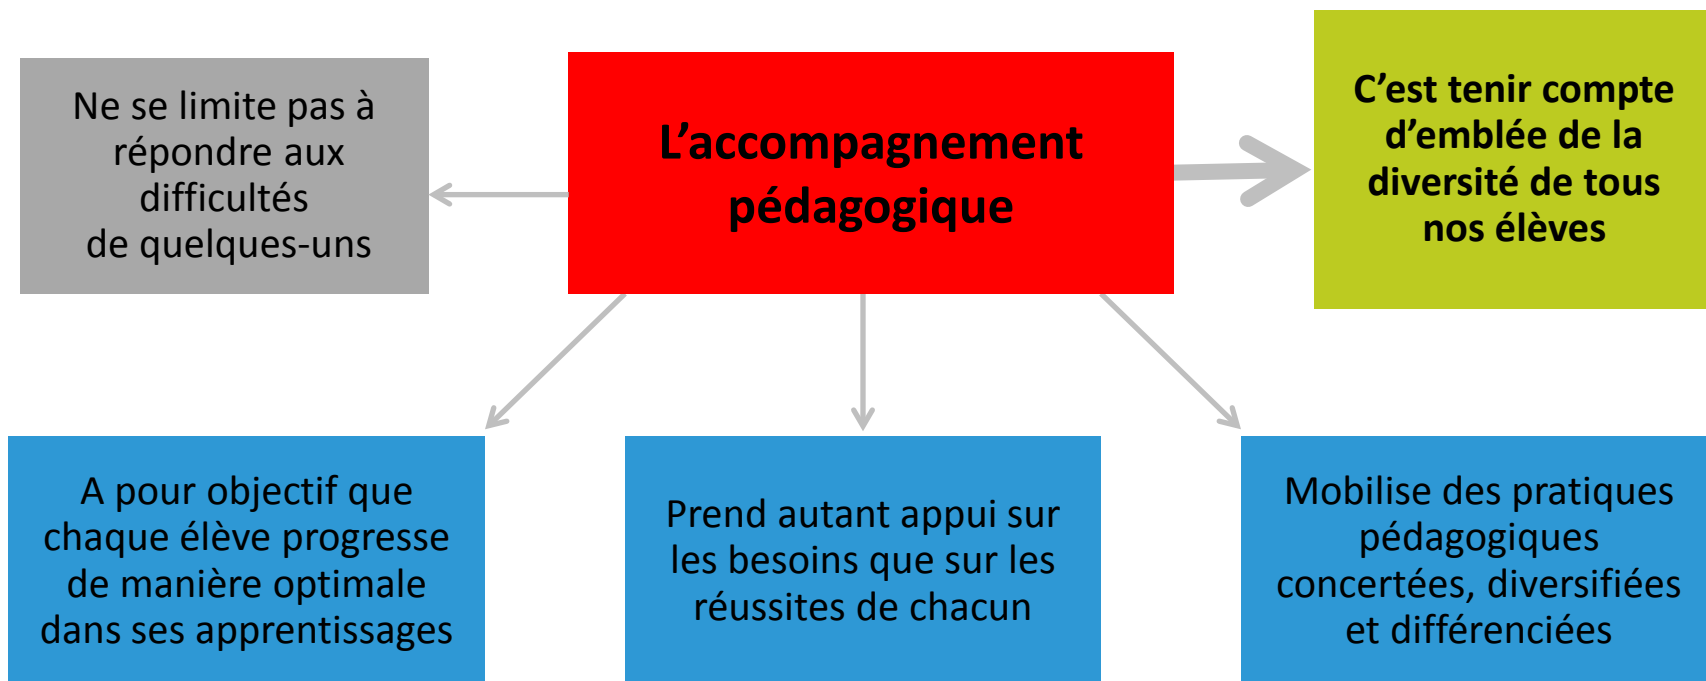 Ne se limite pas à
répondre aux
difficultés
de quelques-uns
L’accompagnement
pédagogique
C’est tenir compte
d’emblée de la
diversité de tous
nos élèves
A pour objectif que
chaque élève progresse
de manière optimale
dans ses apprentissages
Prend autant appui sur
les besoins que sur les
réussites de chacun
Mobilise des pratiques
pédagogiques
concertées, diversifiées
et différenciées